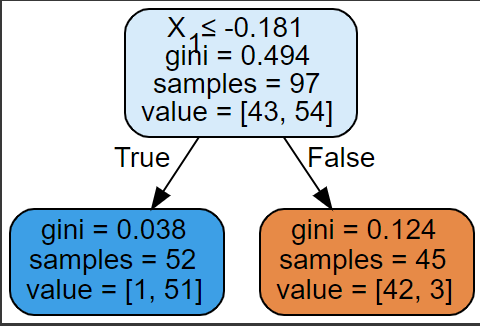 X₁ ≤ -0.181
gini = 0.494
samples = 97
value = [43, 54]
True
False
gini = 0.038
samples = 52
value = [1, 51]
gini = 0.124
samples = 45
value = [42, 3]